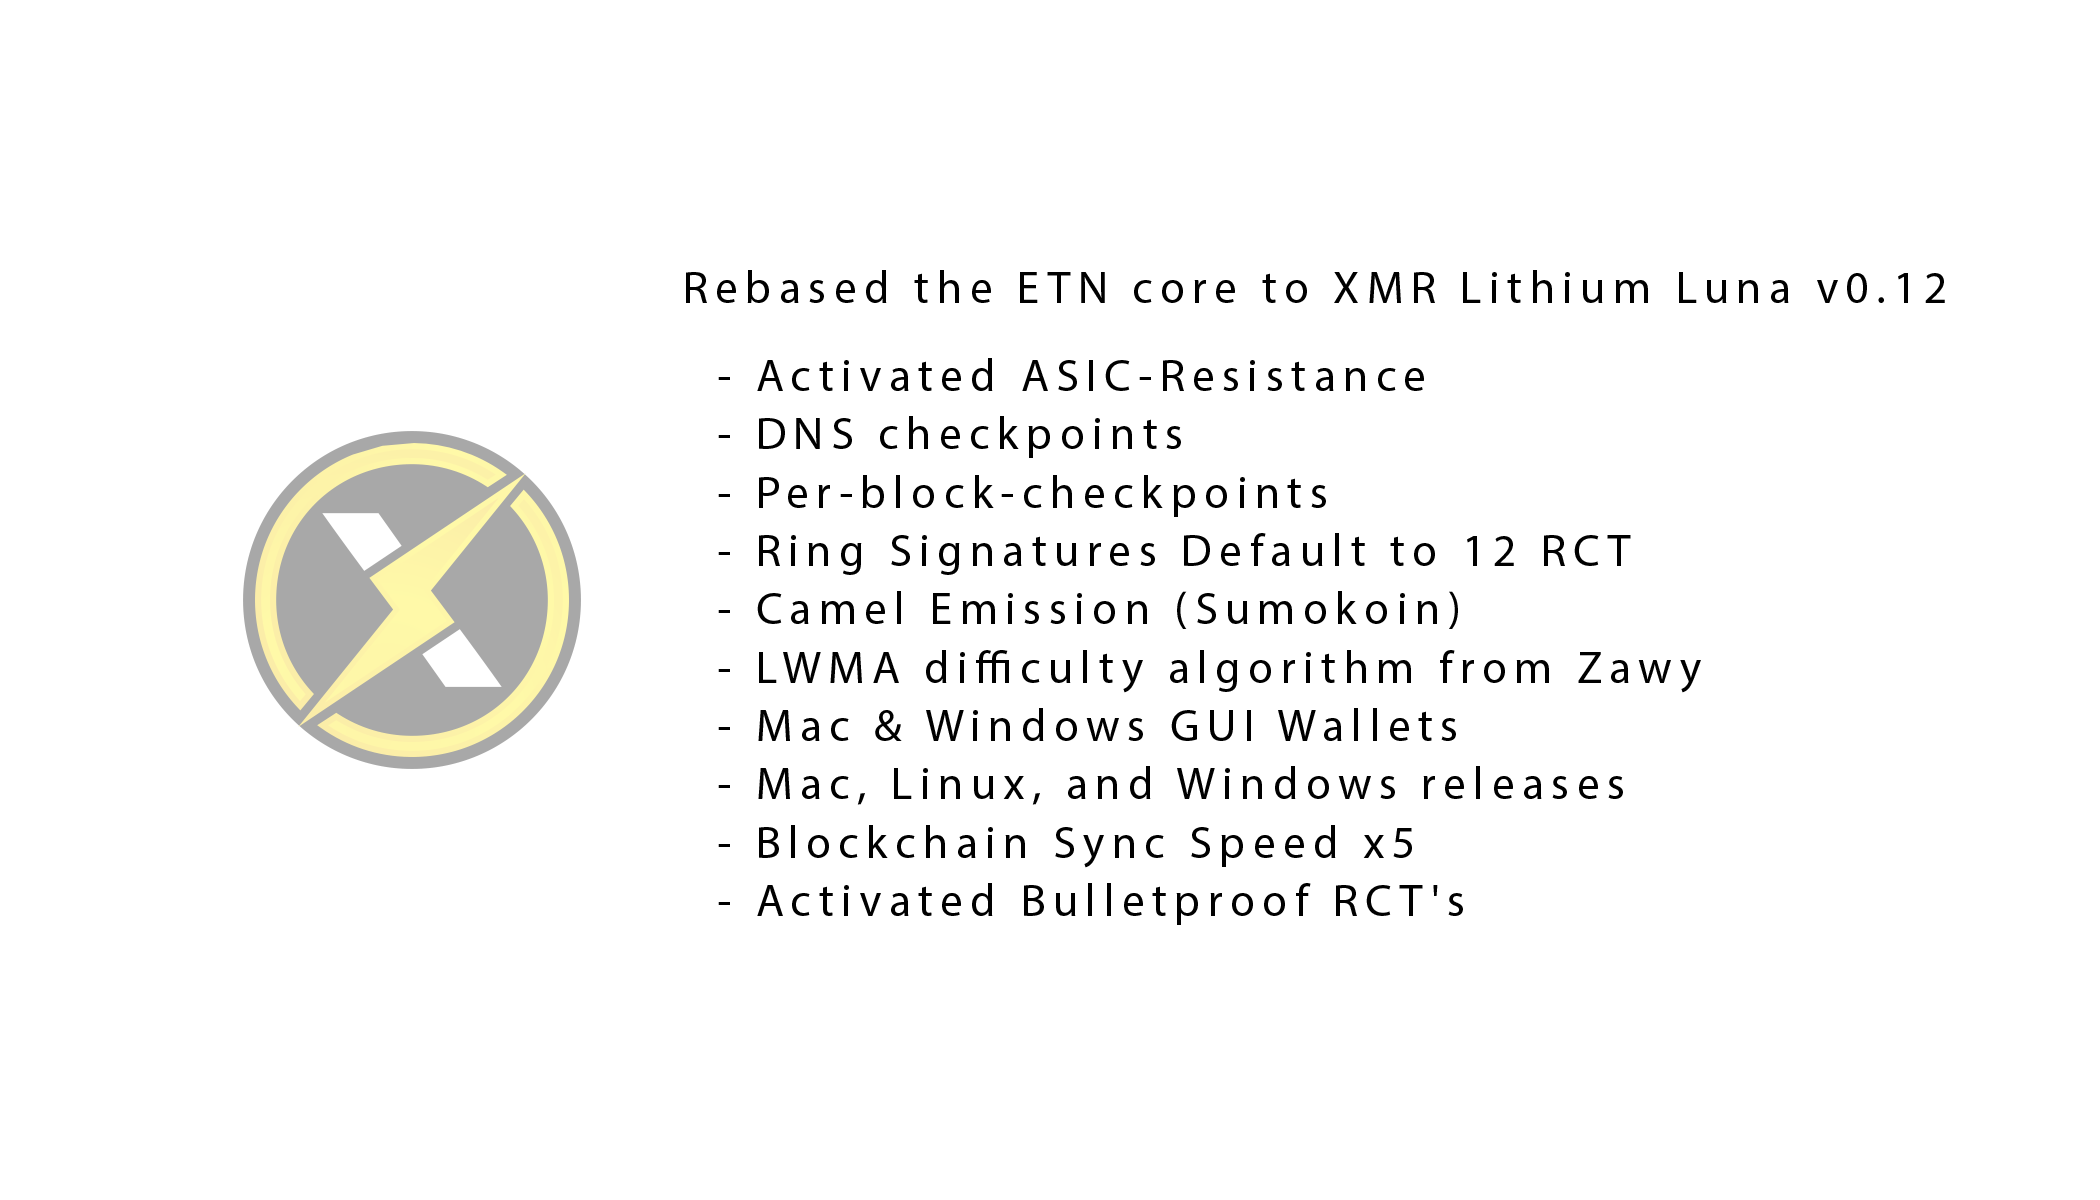 Rebased the ETN core to XMR Lithium Luna v0.12
- Activated ASIC-Resistance
- DNS checkpoints
- Per-block-checkpoints
- Ring Signatures Default to 12 RCT
- Camel Emission (Sumokoin)
- LWMA difficulty algorithm from Zawy
- Mac & Windows GUI Wallets
- Mac, Linux, and Windows releases
- Blockchain Sync Speed x5
- Activated Bulletproof RCT's